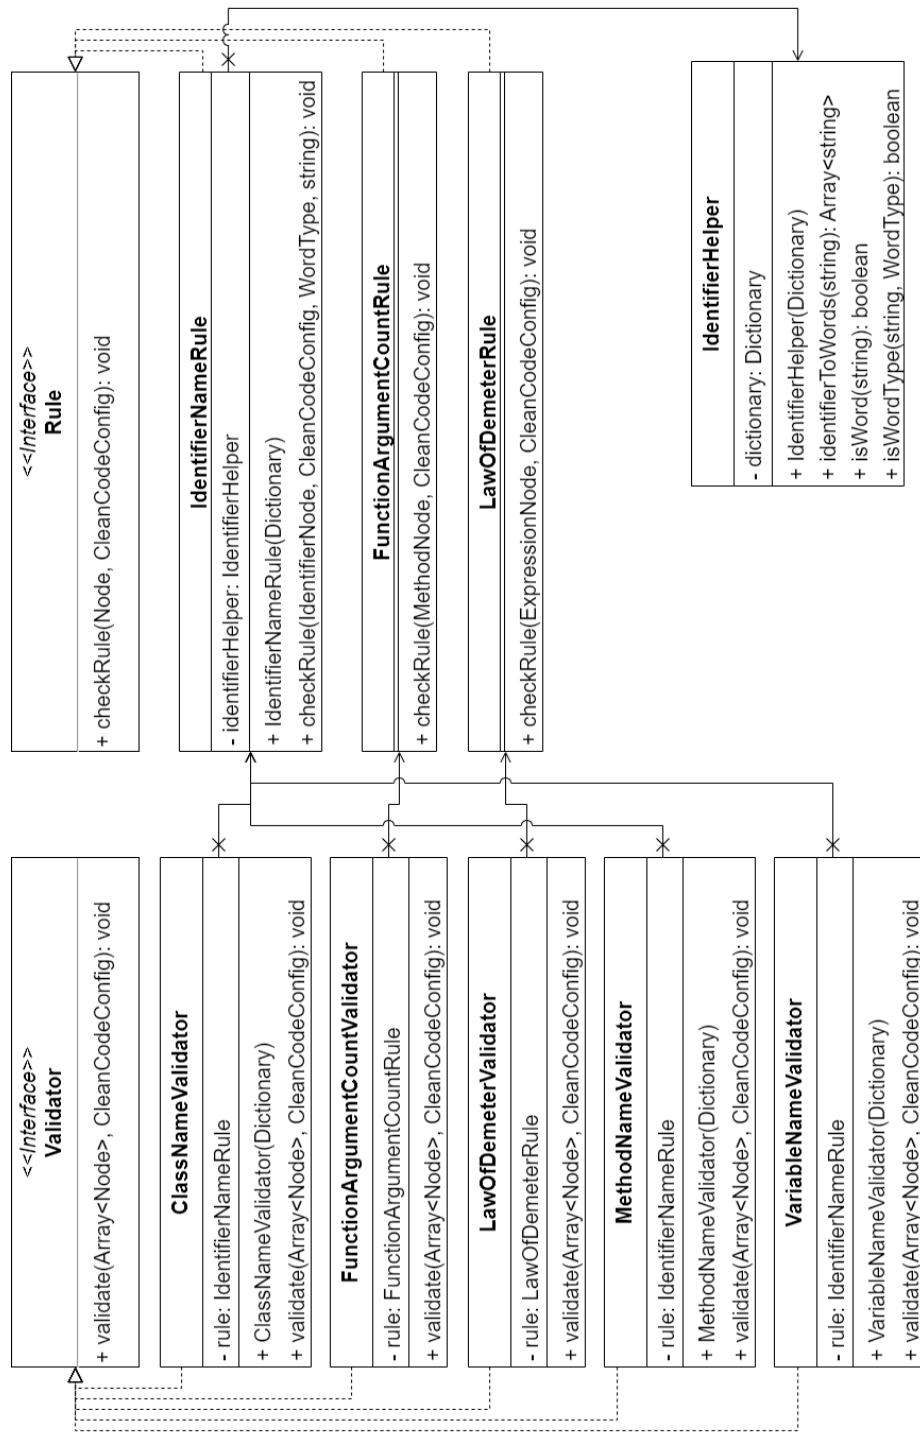 <<Interface>>
Validator
+ validate(Array<Node>, CleanCodeConfig): void
ClassNameValidator
- rule: IdentifierNameRule
+ ClassNameValidator(Dictionary)
+ validate(Array<Node>, CleanCodeConfig): void
FunctionArgumentCountValidator
- rule: FunctionArgumentCountRule
+ validate(Array<Node>, CleanCodeConfig): void
LawOfDemeterValidator
- rule: LawOfDemeterRule
+ validate(Array<Node>, CleanCodeConfig): void
MethodNameValidator
- rule: IdentifierNameRule
+ MethodNameValidator(Dictionary)
+ validate(Array<Node>, CleanCodeConfig): void
VariableNameValidator
- rule: IdentifierNameRule
+ VariableNameValidator(Dictionary)
+ validate(Array<Node>, CleanCodeConfig): void
<<Interface>>
Rule
+ checkRule(Node, CleanCodeConfig): void
IdentifierNameRule
- identifierHelper: IdentifierHelper
+ IdentifierNameRule(Dictionary)
+ checkRule(IdentifierNode, CleanCodeConfig, WordType, string): void
FunctionArgumentCountRule
+ checkRule(MethodNode, CleanCodeConfig): void
LawOfDemeterRule
+ checkRule(ExpressionNode, CleanCodeConfig): void
IdentifierHelper
- dictionary: Dictionary
+ IdentifierHelper(Dictionary)
+ identifierToWords(string): Array<string>
+ isWord(string): boolean
+ isWordType(string, WordType): boolean